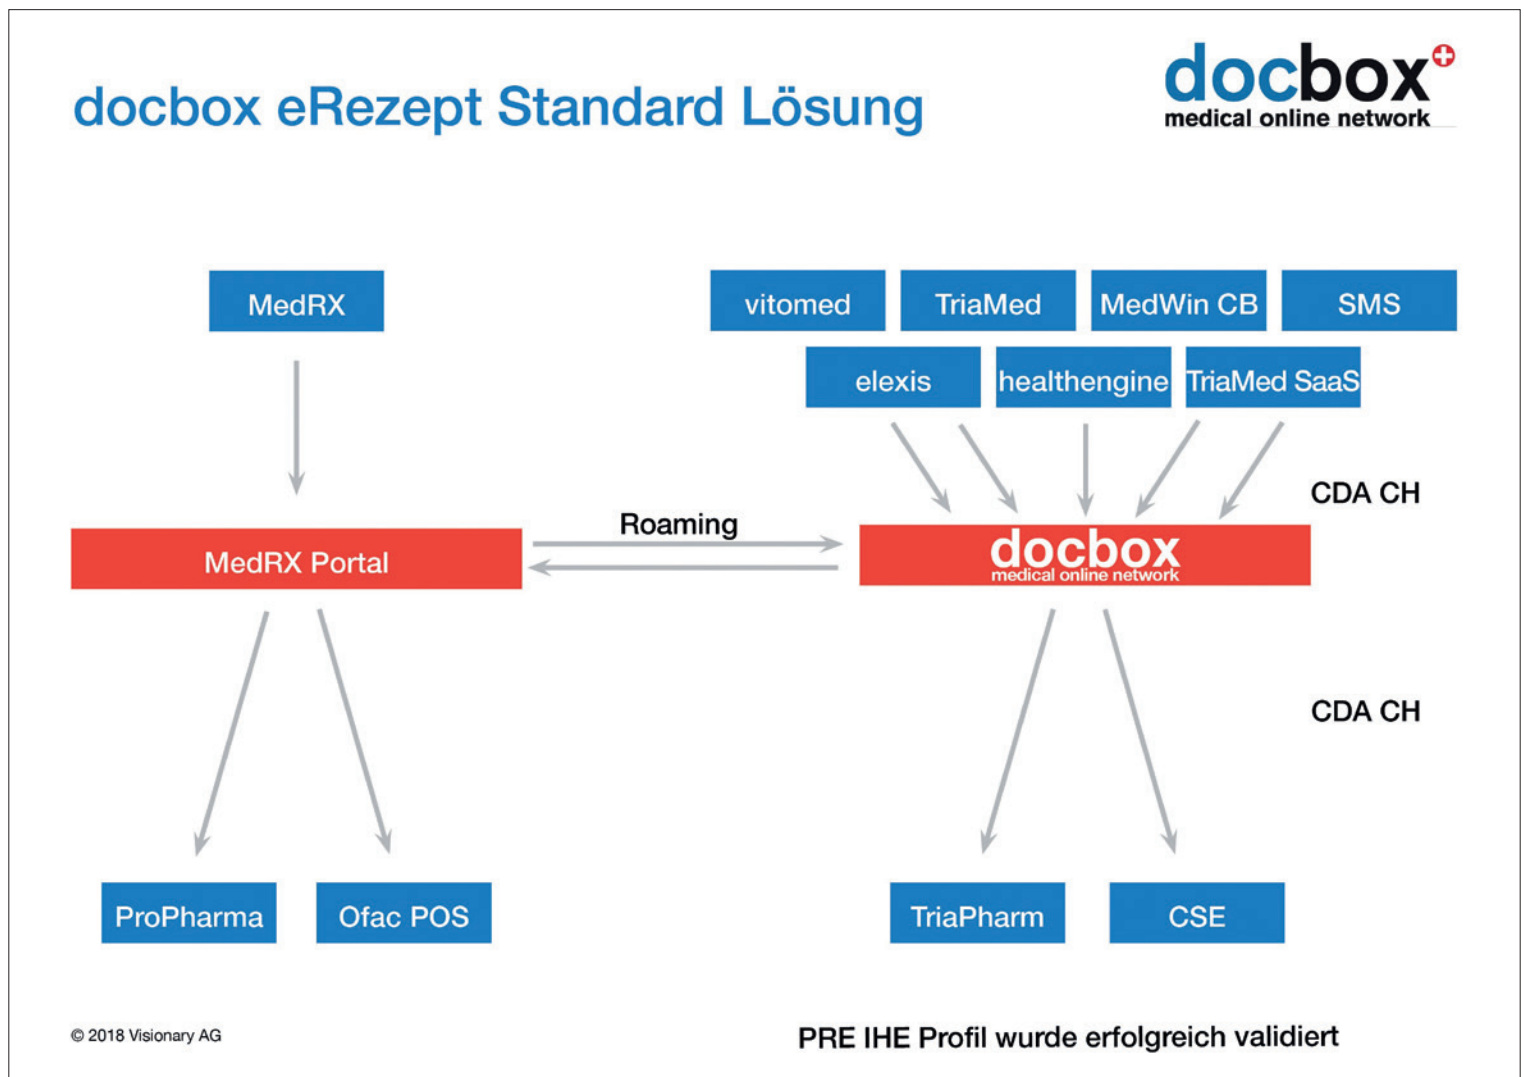 docbox eRezept Standard Lösung
docbox
medical online network
MedRX
vitomed
TriaMed
MedWin CB
SMS
elexis
healthengine
TriaMed SaaS
CDA CH
Roaming
MedRX Portal
docbox
medical online network
CDA CH
ProPharma
Ofac POS
TriaPharm
CSE
© 2018 Visionary AG
PRE IHE Profil wurde erfolgreich validiert